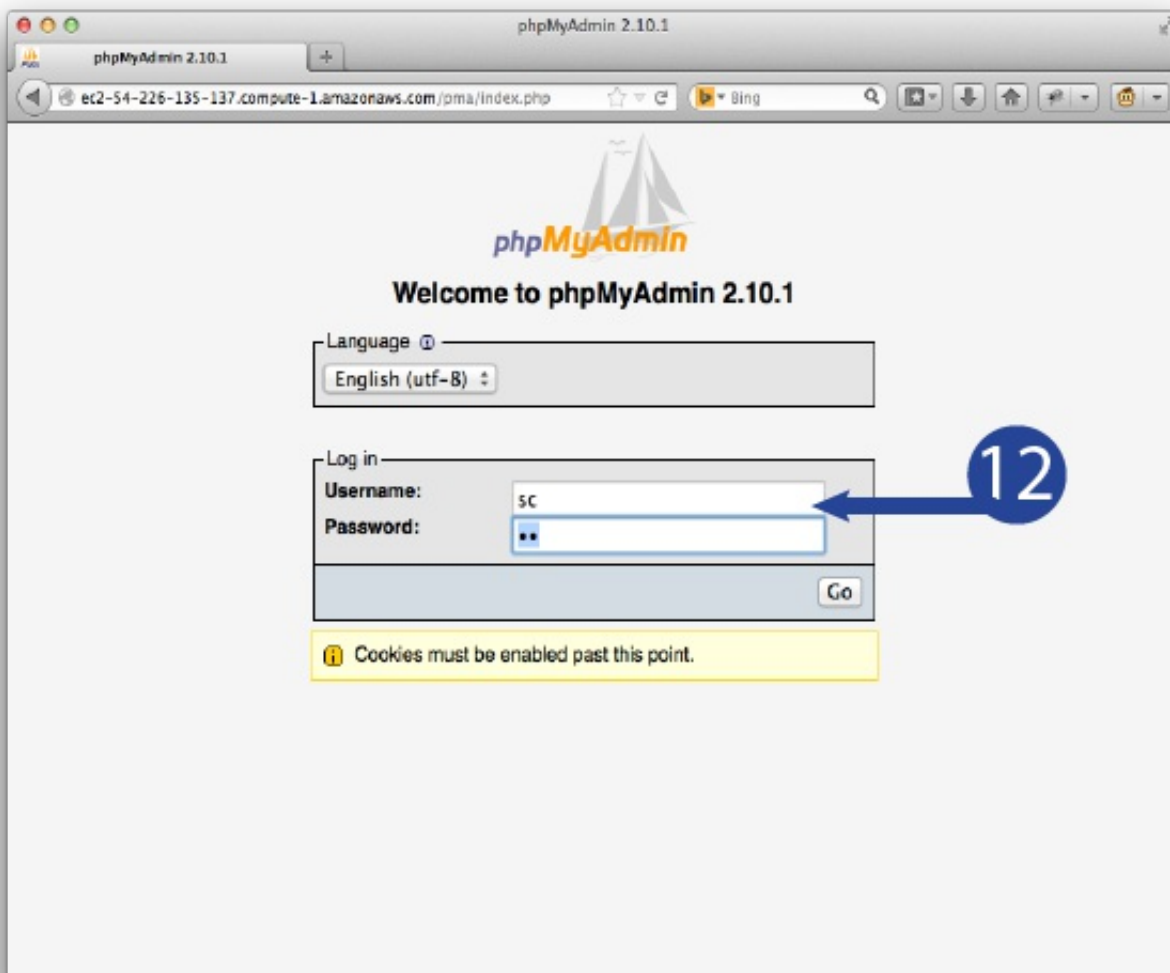 phpMyAdmin 2.10.1
phpMyAdmin 2.10.1
ec2-54-226-135-137.compute-1.amazonaws.com/pma/index.php
Bing
phpMyAdmin
Welcome to phpMyAdmin 2.10.1
Language
English (utf-8)
Log in
12
Username:
sc
Password:
••
Go
Cookies must be enabled past this point.